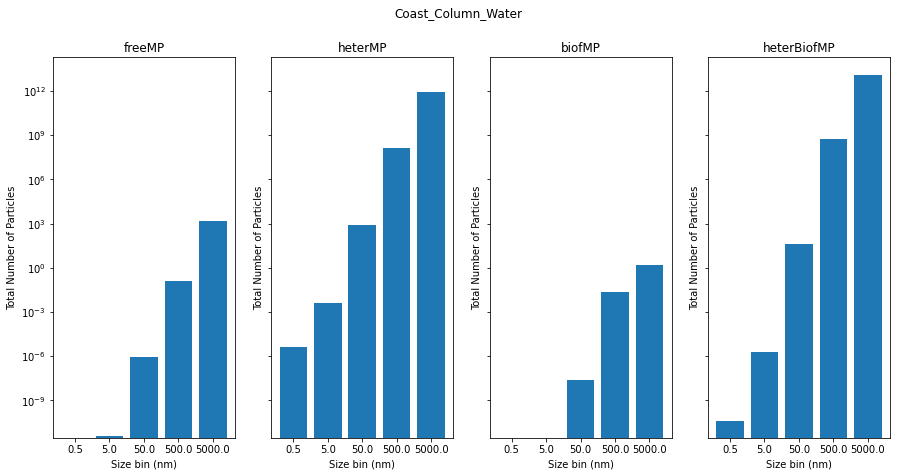 Coast_Column_Water
freeMP
heterMP
biofMP
heterBiofMP
Total Number of Particles
10^12
10^9
10^6
10^3
10^0
10^-3
10^-6
10^-9
0.5 5.0 50.0 500.0 5000.0
Size bin (nm)
Total Number of Particles
0.5 5.0 50.0 500.0 5000.0
Size bin (nm)
Total Number of Particles
0.5 5.0 50.0 500.0 5000.0
Size bin (nm)
Total Number of Particles
0.5 5.0 50.0 500.0 5000.0
Size bin (nm)